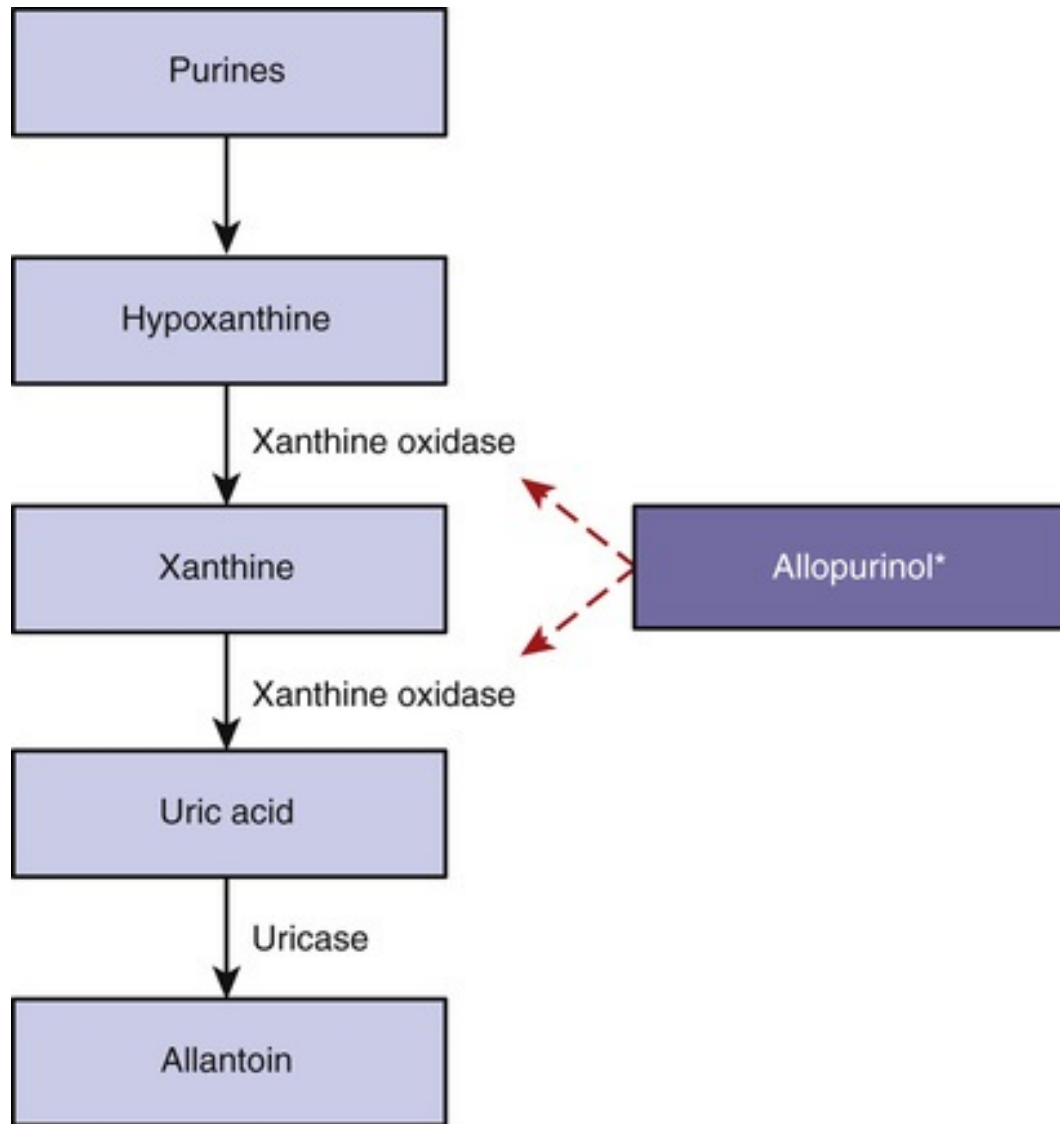 Purines
Hypoxanthine
Xanthine oxidase
Xanthine
Allopurinol*
Xanthine oxidase
Uric acid
Uricase
Allantoin